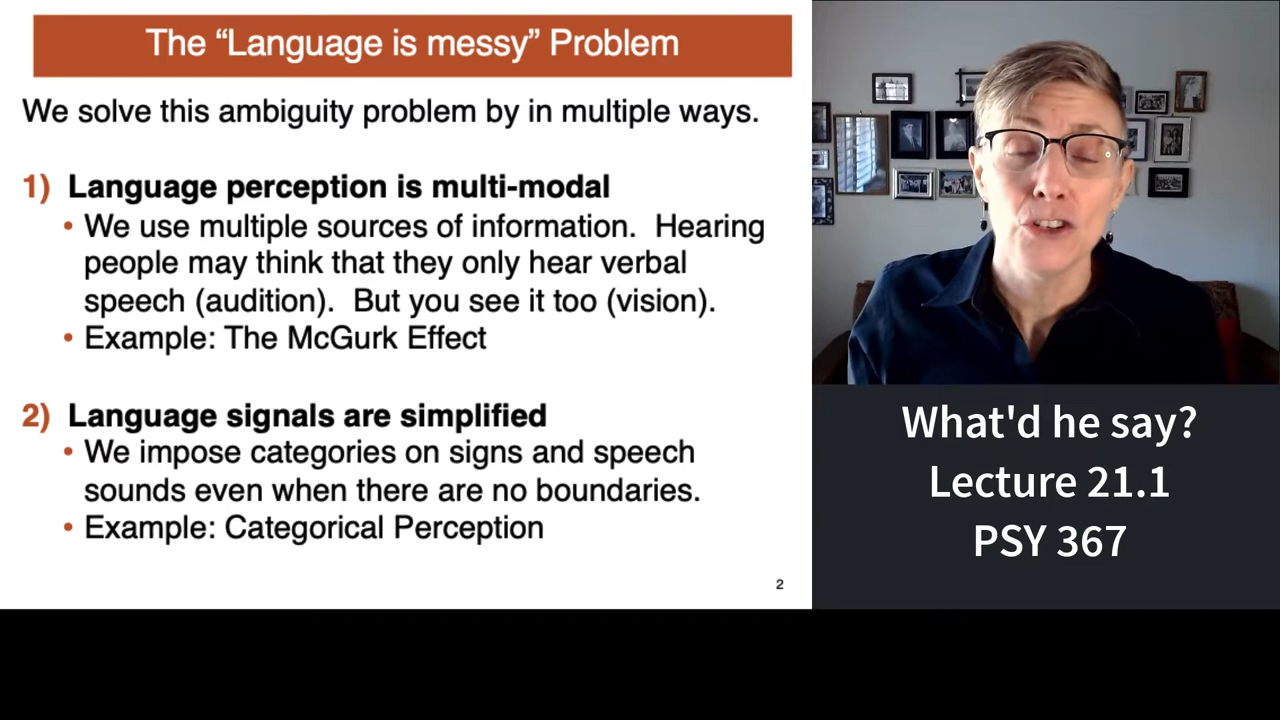 The “Language is messy” Problem
We solve this ambiguity problem by in multiple ways.
1) Language perception is multi-modal
• We use multiple sources of information. Hearing
people may think that they only hear verbal
speech (audition). But you see it too (vision).
• Example: The McGurk Effect
2) Language signals are simplified
• We impose categories on signs and speech
sounds even when there are no boundaries.
• Example: Categorical Perception
2
What'd he say?
Lecture 21.1
PSY 367